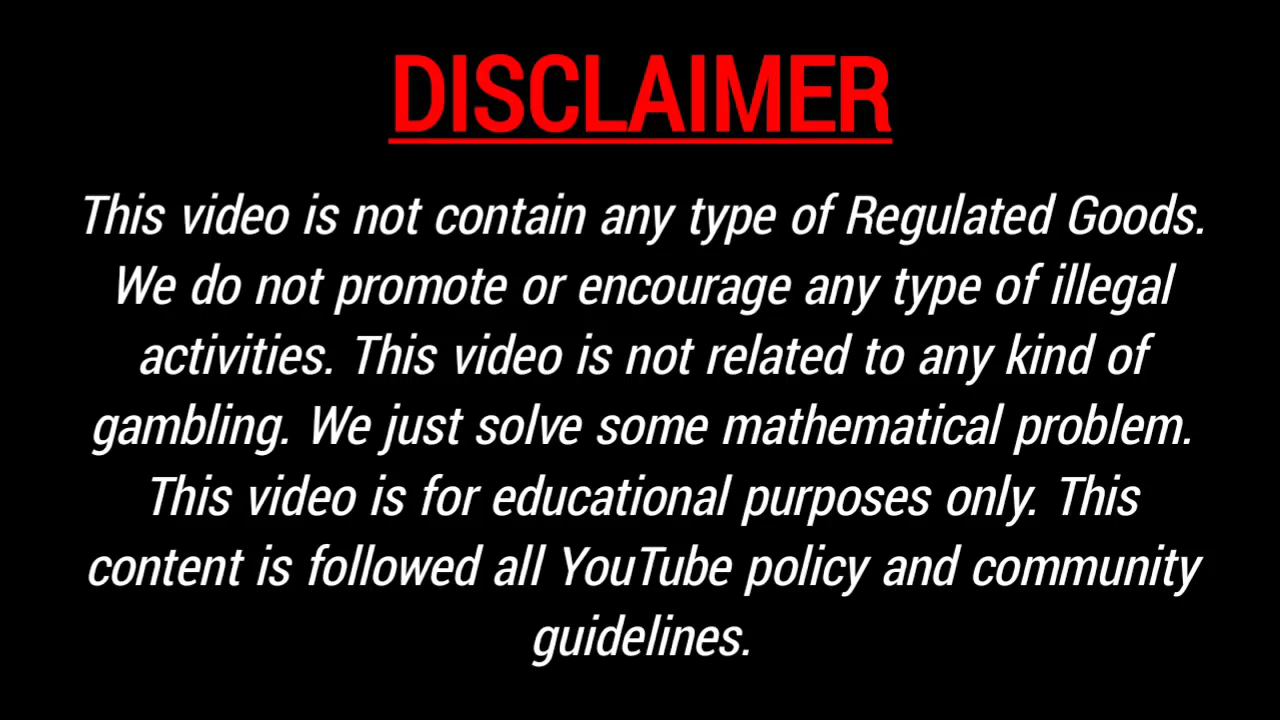 DISCLAIMER
This video is not contain any type of Regulated Goods.
We do not promote or encourage any type of illegal
activities. This video is not related to any kind of
gambling. We just solve some mathematical problem.
This video is for educational purposes only. This
content is followed all YouTube policy and community
guidelines.